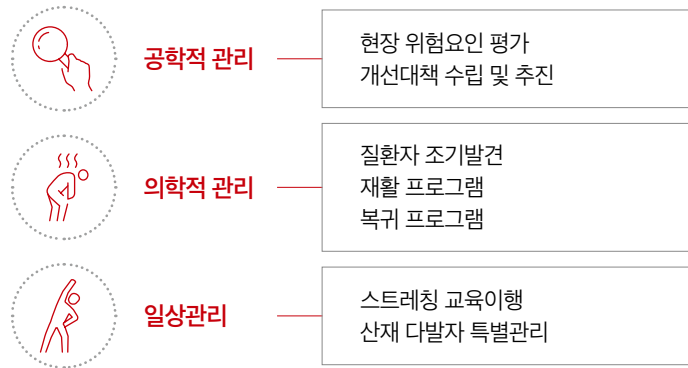 공학적 관리
현장 위험요인 평가
개선대책 수립 및 추진
의학적 관리
질환자 조기발견
재활 프로그램
복귀 프로그램
일상관리
스트레칭 교육이행
산재 다발자 특별관리